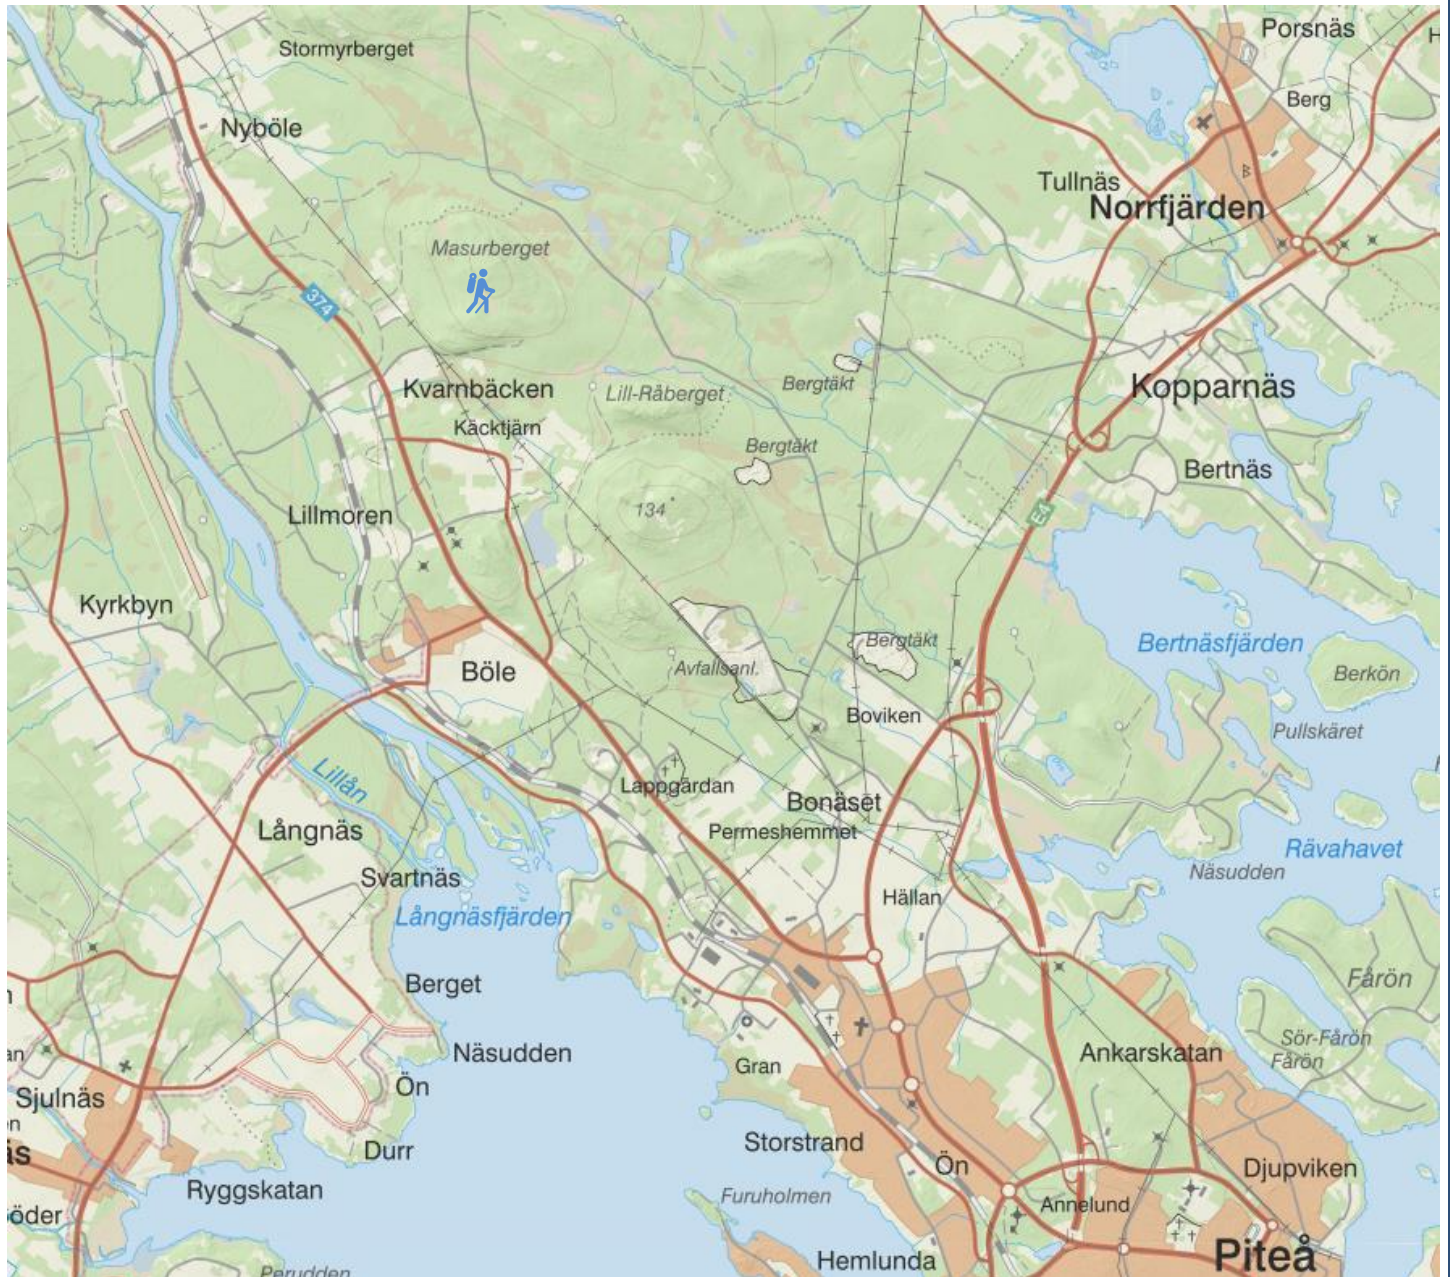 Porsnäs
H
Stormyrberget
Berg
Nyböle
Tullnäs
Norrfjärden
Masurberget
374
Kvarnbäcken
Lill-Råberget
Bergtäkt
Kopparnäs
Käcktjärn
Bergtäkt
Bertnäs
Lillmoren
134
E4
Kyrkbyn
Bertnäsfjärden
Bergtäkt
Böle
Avfallsanl.
Berkön
Boviken
Pullskäret
Lillån
Lappgärdan
Bonäset
Långnäs
Permeshemmet
Rävahavet
Svartnäs
Näsudden
Långnäsfjärden
Hällan
Berget
Fårön
Sör-Fårön
Näsudden
Ankarskatan
Fårön
Gran
Ön
Sjulnäs
Durr
Storstrand
Ön
Djupviken
Ryggskatan
Furuholmen
Annelund
öder
Piteå
Hemlunda
Perudden